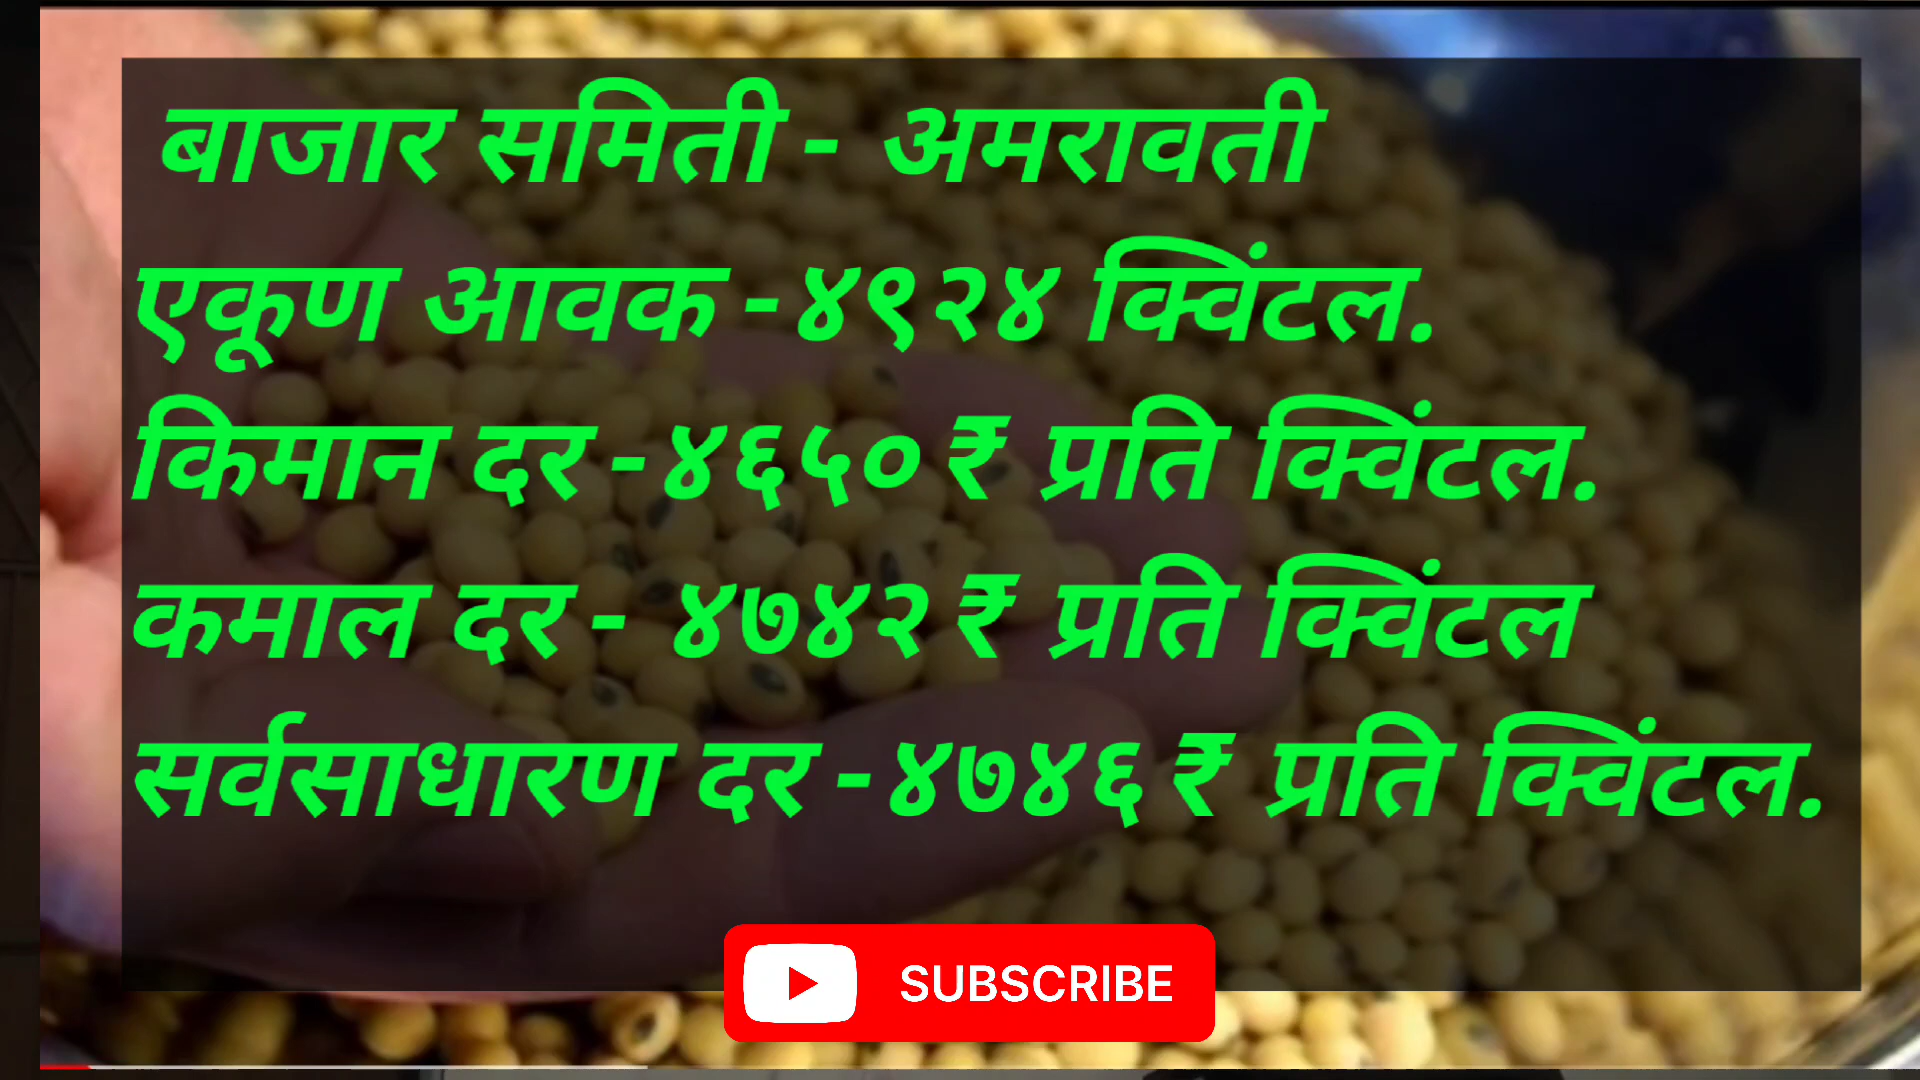 बाजार समिती - अमरावती
एकूण आवक -४९२४ क्विंटल.
किमान दर -४६५०₹ प्रति क्विंटल.
कमाल दर - ४७४२₹ प्रति क्विंटल
सर्वसाधारण दर -४७४६₹ प्रति क्विंटल.
SUBSCRIBE